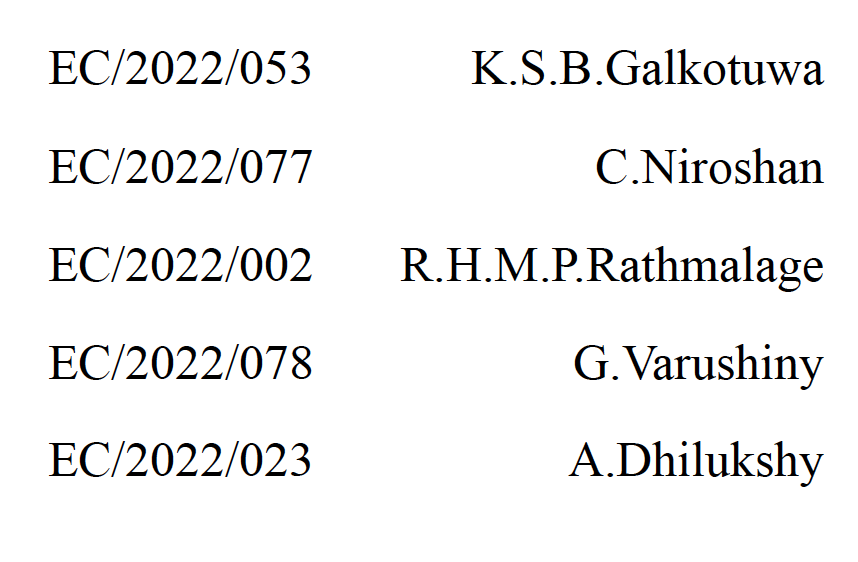 EC/2022/053 K.S.B.Galkotuwa
EC/2022/077 C.Niroshan
EC/2022/002 R.H.M.P.Rathmalage
EC/2022/078 G.Varushiny
EC/2022/023 A.Dhilukshy